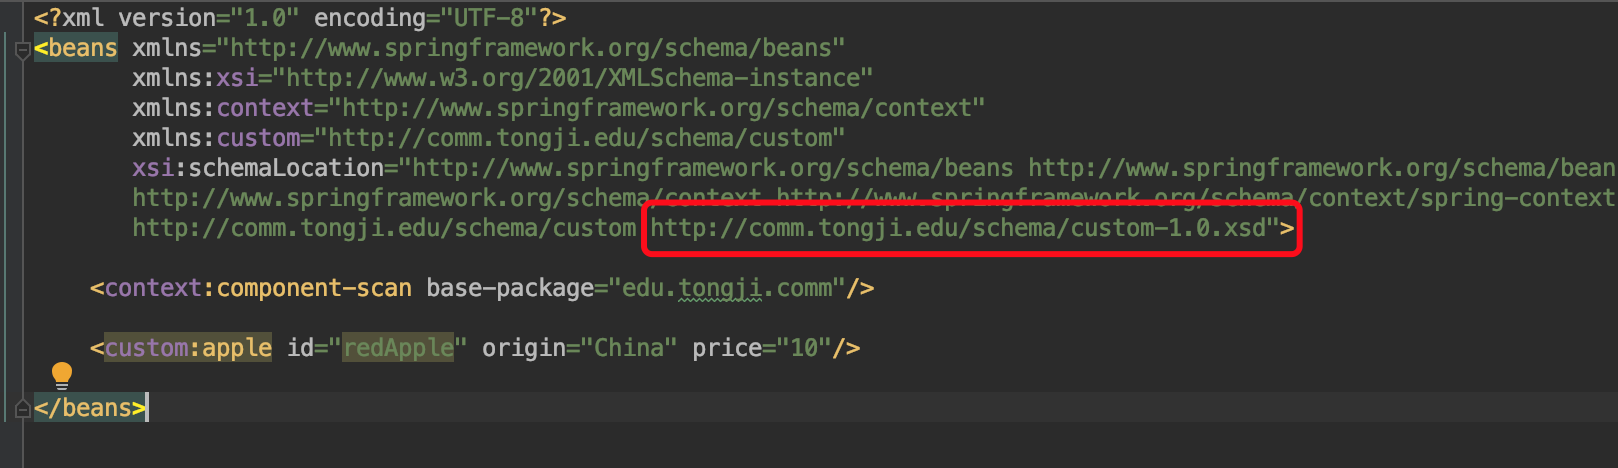 <?xml version="1.0" encoding="UTF-8"?>
<beans xmlns="http://www.springframework.org/schema/beans"
xmlns:xsi="http://www.w3.org/2001/XMLSchema-instance"
xmlns:context="http://www.springframework.org/schema/context"
xmlns:custom="http://comm.tongji.edu/schema/custom"
xsi:schemaLocation="http://www.springframework.org/schema/beans http://www.springframework.org/schema/bean
http://www.springframework.org/schema/context http://www.springframework.org/schema/context/spring-context
http://comm.tongji.edu/schema/custom http://comm.tongji.edu/schema/custom-1.0.xsd">
<context:component-scan base-package="edu.tongji.comm"/>
<custom:apple id="redApple" origin="China" price="10"/>
</beans>